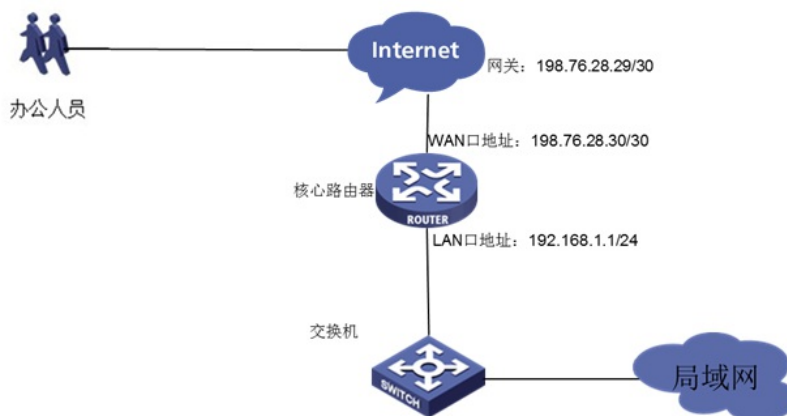 Internet
网关：198.76.28.29/30
办公人员
WAN口地址：198.76.28.30/30
核心路由器
ROUTER
LAN口地址：192.168.1.1/24
交换机
SWITCH
局域网